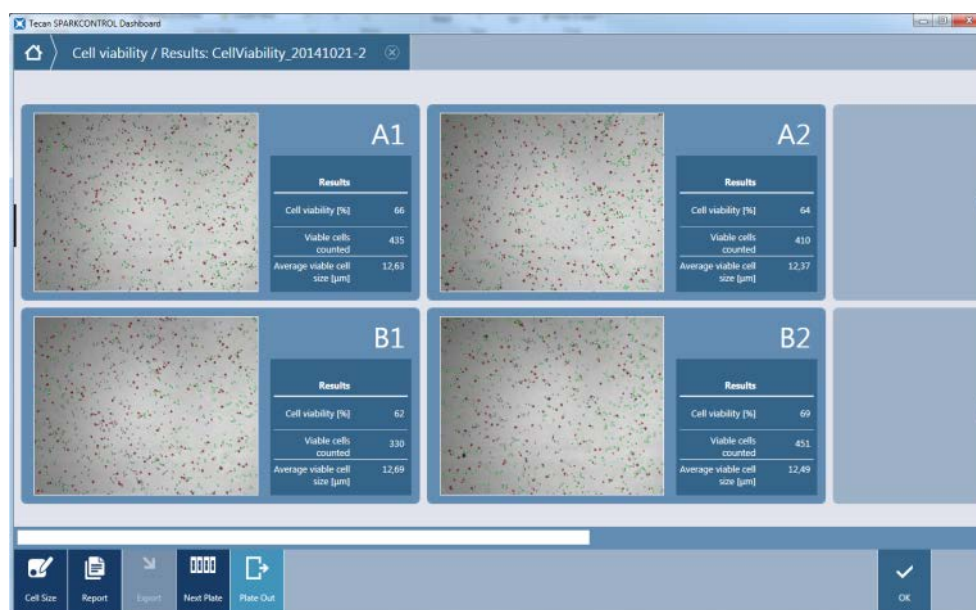 Tecan SPARKCONTROL Dashboard
Cell viability / Results: CellViability_20141021-2
A1
Results
Cell viability [%] 66
Viable cells
counted 435
Average viable cell
size [µm] 12,63
A2
Results
Cell viability [%] 64
Viable cells
counted 410
Average viable cell
size [µm] 12,37
B1
Results
Cell viability [%] 62
Viable cells
counted 330
Average viable cell
size [µm] 12,69
B2
Results
Cell viability [%] 69
Viable cells
counted 451
Average viable cell
size [µm] 12,49
Cell Size Report Export Next Plate Plate Out OK